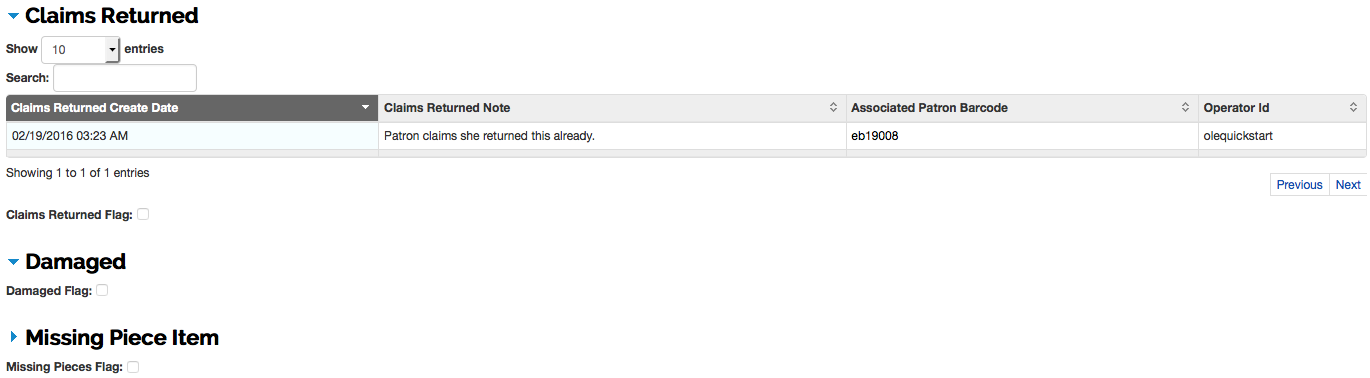 Claims Returned
Show 10 entries
Search:
Claims Returned Create Date Claims Returned Note Associated Patron Barcode Operator Id
02/19/2016 03:23 AM Patron claims she returned this already. eb19008 olequickstart
Showing 1 to 1 of 1 entries
Previous Next
Claims Returned Flag:
Damaged
Damaged Flag:
Missing Piece Item
Missing Pieces Flag: